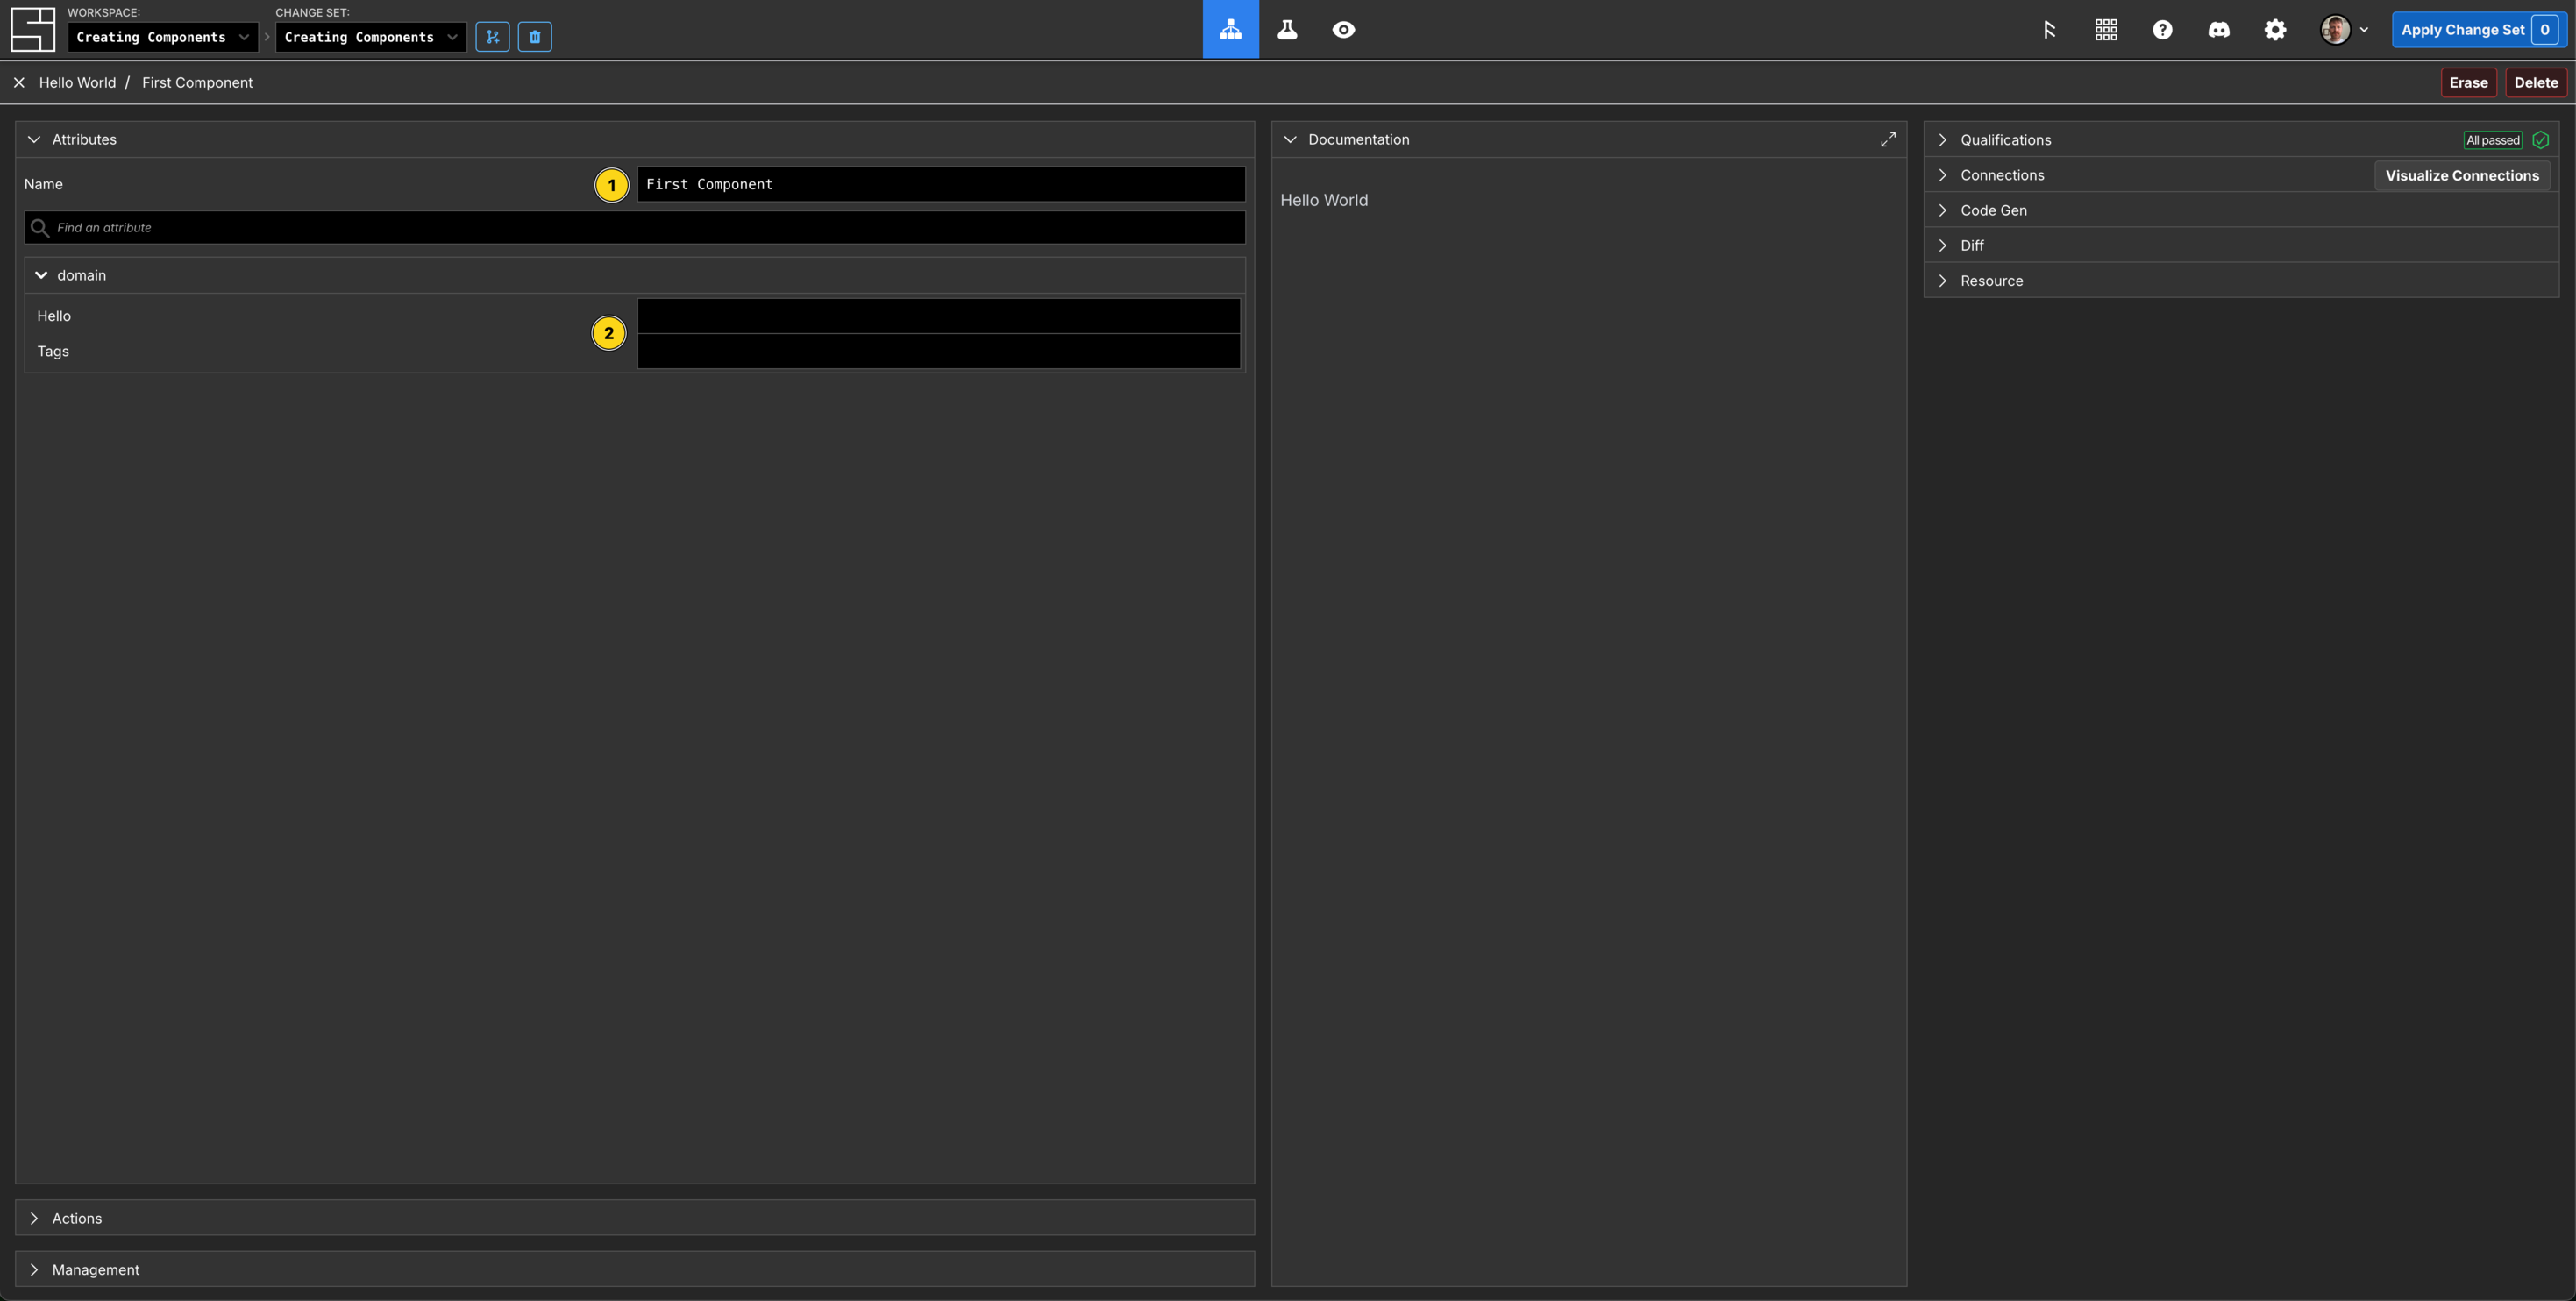 WORKSPACE:
Creating Components
CHANGE SET:
Creating Components
Apply Change Set 0
Hello World / First Component
Erase
Delete
Attributes
Name
1
First Component
Find an attribute
domain
Hello
2
Tags
Actions
Management
Documentation
Hello World
Qualifications
All passed
Connections
Visualize Connections
Code Gen
Diff
Resource